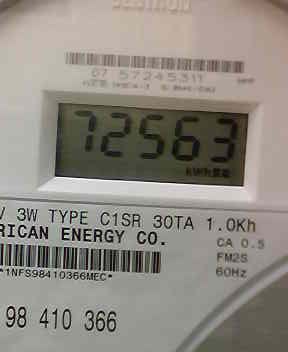 07 57245311
72563
kWh
V 3W TYPE C1SR 30TA 1.0Kh
RICAN ENERGY CO.
CA 0.5
FM2S
*1NFS98410366MEC*
60Hz
98 410 366